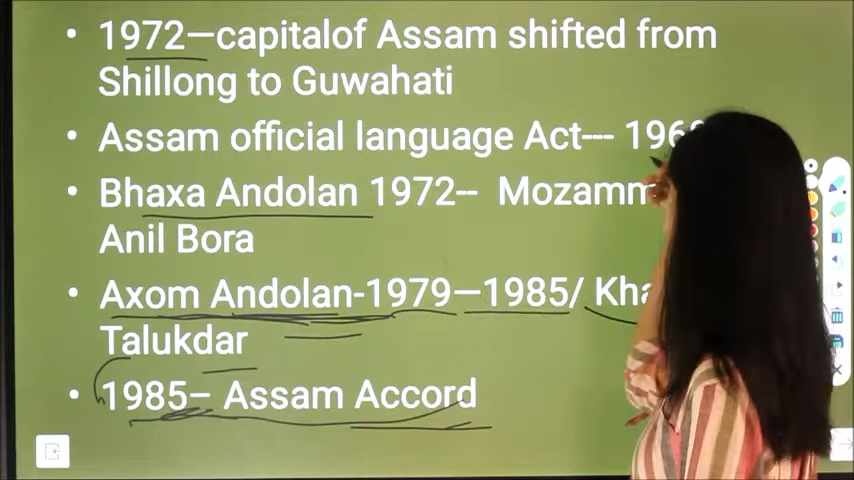 • 1972—capitalof Assam shifted from
Shillong to Guwahati
• Assam official language Act--- 196
• Bhaxa Andolan 1972-- Mozamm
Anil Bora
• Axom Andolan-1979—1985/ Kha
Talukdar
• 1985– Assam Accord